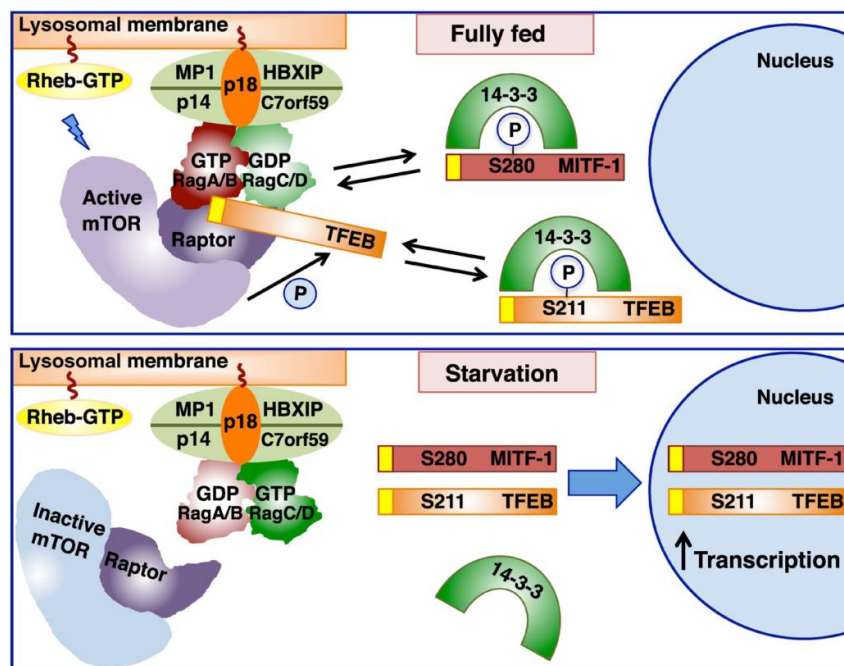 Lysosomal membrane
Fully fed
Nucleus
Rheb-GTP
MP1 p18 HBXIP
p14 C7orf59
GTP GDP
RagA/B RagC/D
Active
mTOR
Raptor
TFEB
P
14-3-3
P
S280 MITF-1
14-3-3
P
S211 TFEB
Lysosomal membrane
Starvation
Nucleus
Rheb-GTP
MP1 p18 HBXIP
p14 C7orf59
GDP GTP
RagA/B RagC/D
Inactive
mTOR
Raptor
S280 MITF-1
S211 TFEB
14-3-3
S280 MITF-1
S211 TFEB
Transcription